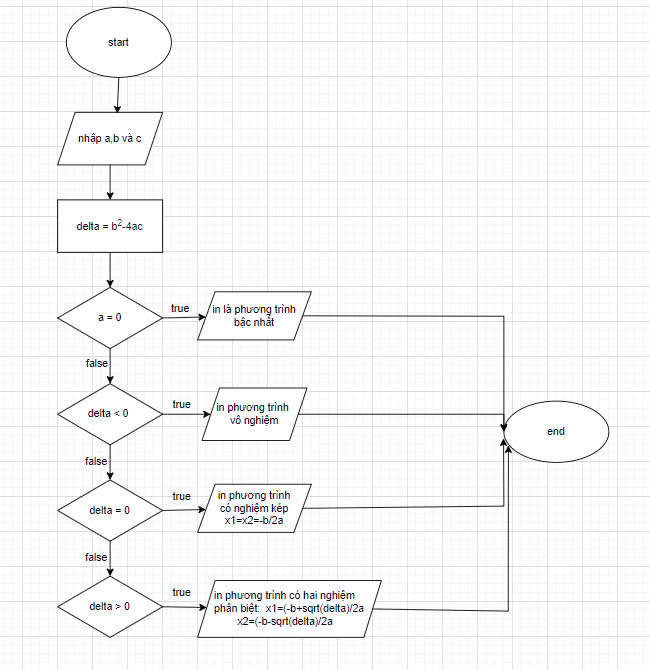 start
nhập a,b và c
delta = b²-4ac
a = 0
true
in là phương trình
bậc nhất
false
delta < 0
true
in phương trình
vô nghiệm
end
false
delta = 0
true
in phương trình
có nghiệm kép
x1=x2=-b/2a
false
delta > 0
true
in phương trình có hai nghiệm
phân biệt: x1=(-b+sqrt(delta)/2a
x2=(-b-sqrt(delta)/2a